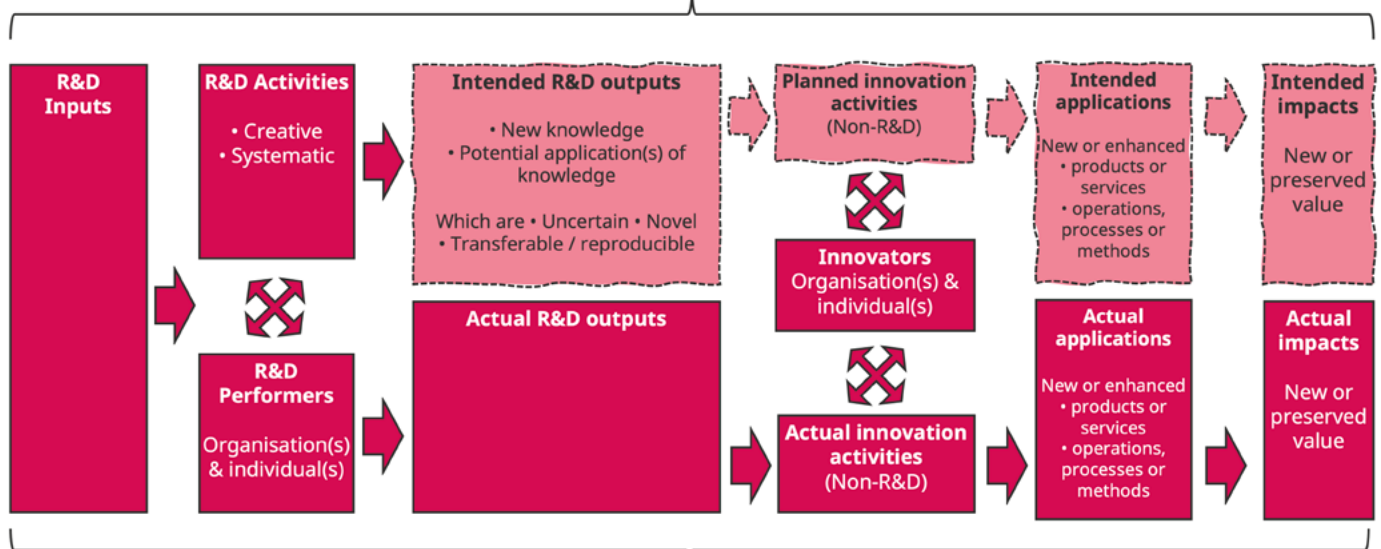 R&D
Inputs
R&D Activities
• Creative
• Systematic
R&D
Performers
Organisation(s)
& individual(s)
Intended R&D outputs
• New knowledge
• Potential application(s) of
knowledge
Which are • Uncertain • Novel
• Transferable / reproducible
Actual R&D outputs
Planned innovation
activities
(Non-R&D)
Innovators
Organisation(s) &
individual(s)
Actual innovation
activities
(Non-R&D)
Intended
applications
New or enhanced
• products or
services
• operations,
processes or
methods
Actual
applications
New or enhanced
• products or
services
• operations,
processes or
methods
Intended
impacts
New or
preserved
value
Actual
impacts
New or
preserved
value